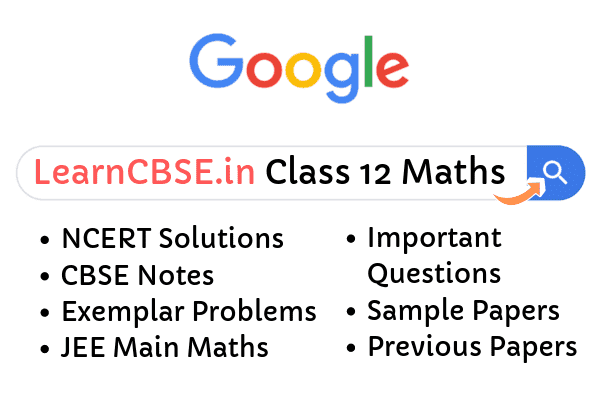 Google
LearnCBSE.in Class 12 Maths
• NCERT Solutions
• CBSE Notes
• Exemplar Problems
• JEE Main Maths
• Important
Questions
• Sample Papers
• Previous Papers